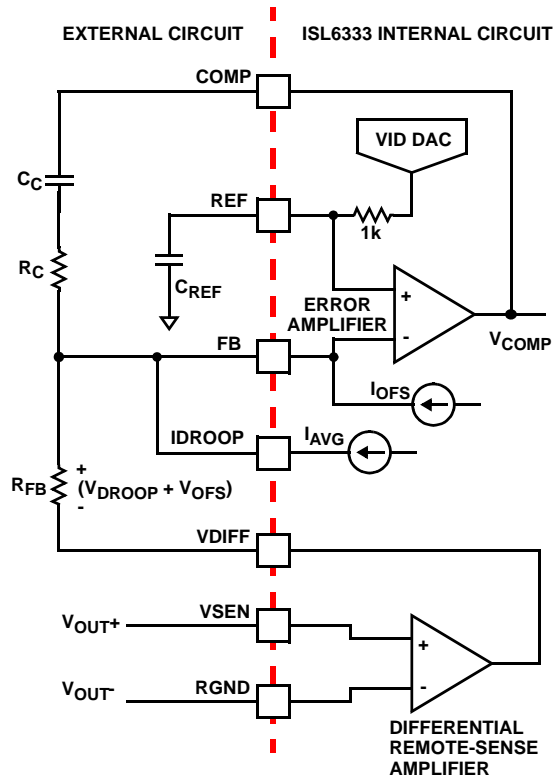 EXTERNAL CIRCUIT
ISL6333 INTERNAL CIRCUIT
COMP
VID DAC
CC
REF
1k
RC
CREF
+
ERROR
AMPLIFIER
-
FB
VCOMP
IOFS
IDROOP
IAVG
RFB
+
(VDROOP + VOFS)
-
VDIFF
VOUT+
VSEN
+
VOUT-
RGND
-
DIFFERENTIAL
REMOTE-SENSE
AMPLIFIER